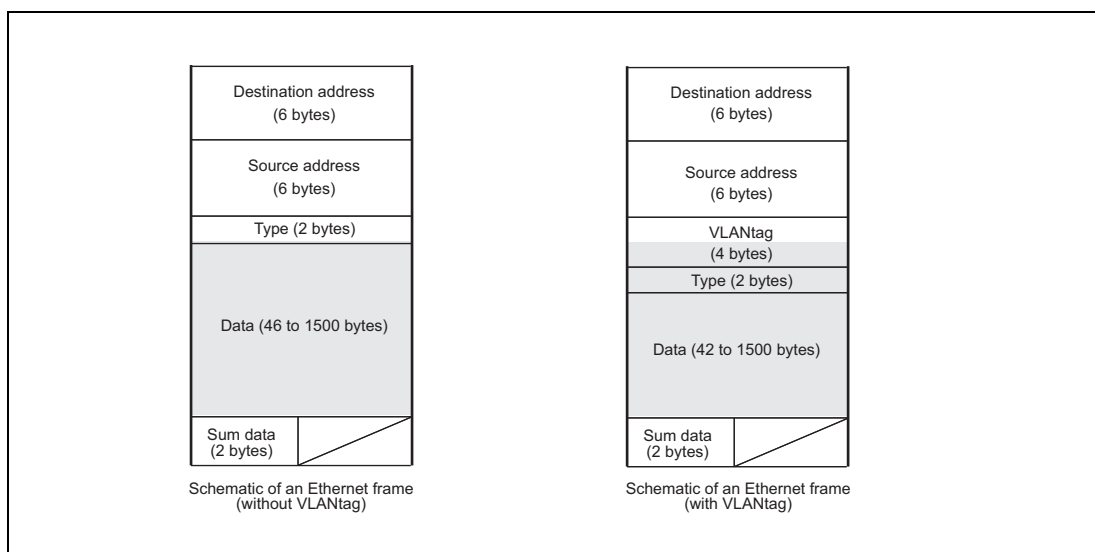 Destination address
(6 bytes)
Source address
(6 bytes)
Type (2 bytes)
Data (46 to 1500 bytes)
Sum data
(2 bytes)
Schematic of an Ethernet frame
(without VLANtag)
Destination address
(6 bytes)
Source address
(6 bytes)
VLANtag
(4 bytes)
Type (2 bytes)
Data (42 to 1500 bytes)
Sum data
(2 bytes)
Schematic of an Ethernet frame
(with VLANtag)